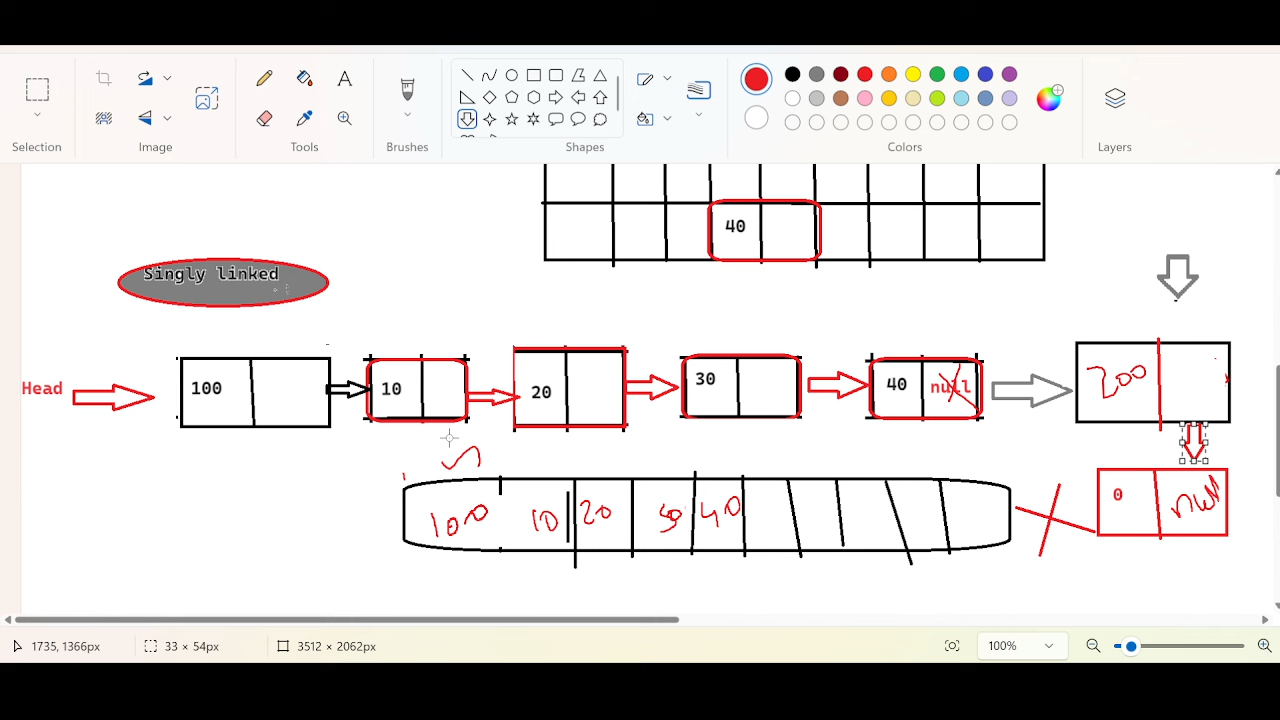 Selection
Image
Tools
Brushes
Shapes
Colors
Layers
40
Singly linked
Head
100
10
20
30
40 null
200
100 10 20 30 40
0 null
1735, 1366px
33 × 54px
3512 × 2062px
100%